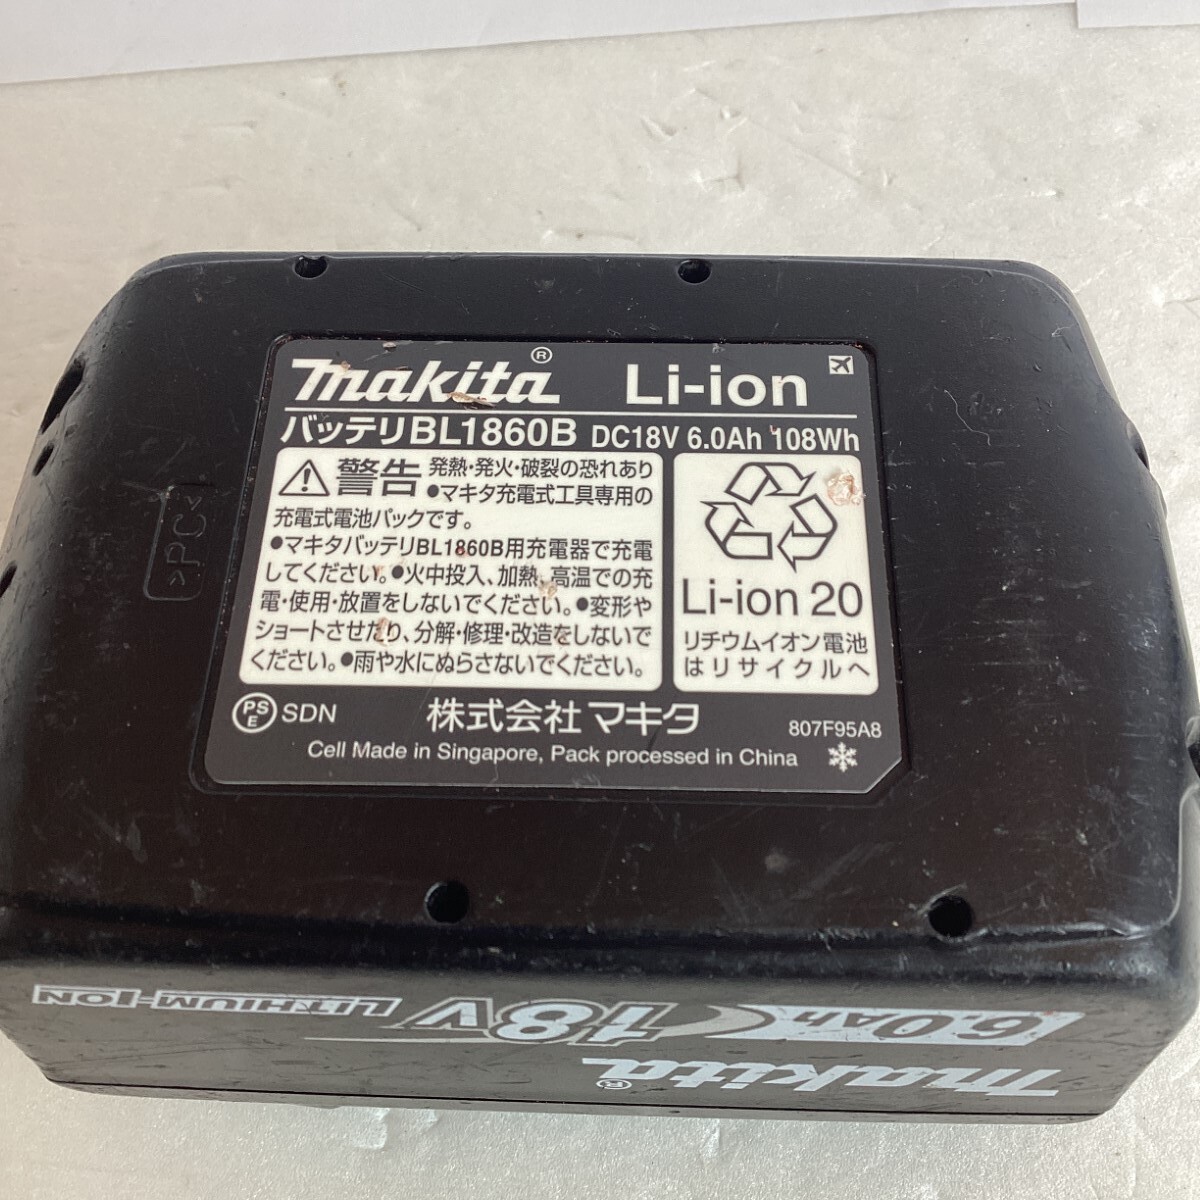 makita® Li-ion
バッテリBL1860B DC18V 6.0Ah 108Wh
警告 発熱・発火・破裂の恐れあり
●マキタ充電式工具専用の
充電式電池パックです。
●マキタバッテリBL1860B用充電器で充電
してください。●火中投入、加熱、高温での充
電・使用・放置をしないでください。●変形や
ショートさせたり、分解・修理・改造をしないで
ください。●雨や水にぬらさないでください。
Li-ion 20
リチウムイオン電池
はリサイクルへ
PS
E
SDN 株式会社 マキタ 807F95A8
Cell Made in Singapore, Pack processed in China
>PC<
makita®
6.0Ah 18V LITHIUM-ION